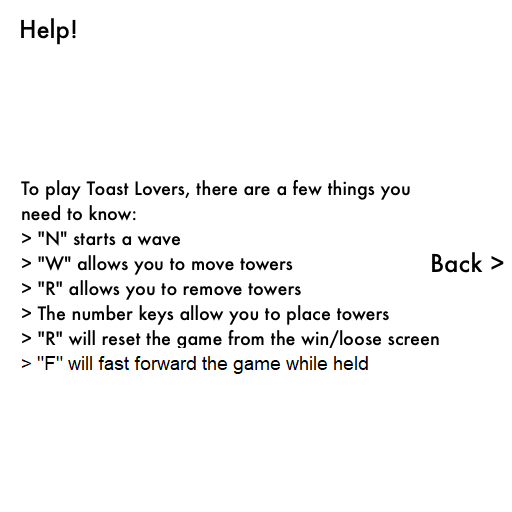 Help!
To play Toast Lovers, there are a few things you
need to know:
> "N" starts a wave
> "W" allows you to move towers
Back >
> "R" allows you to remove towers
> The number keys allow you to place towers
> "R" will reset the game from the win/loose screen
> "F" will fast forward the game while held